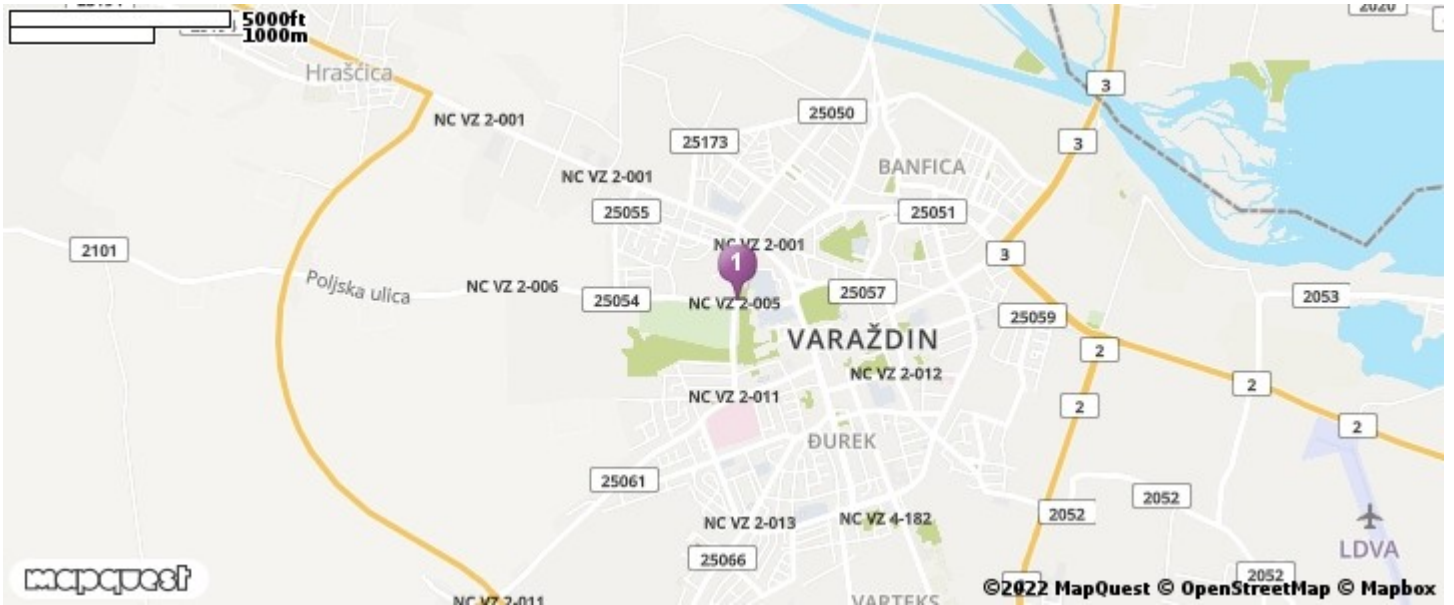 5000ft
1000m
2020
Hrašćica
3
NC VZ 2-001
25050
25173
3
BANFICA
NC VZ 2-001
25055
25051
NC VZ 2-001
2101
3
1
Poljska ulica
NC VZ 2-006
25054
NC VZ 2-005
25057
2053
25059
VARAŽDIN
2
NC VZ 2-012
2
NC VZ 2-011
2
2
ĐUREK
25061
2052
2052
NC VZ 2-013
NC VZ 4-182
LDVA
25066
2052
mapquest
NC VZ 2-011
VARTEKS
©2022 MapQuest © OpenStreetMap © Mapbox